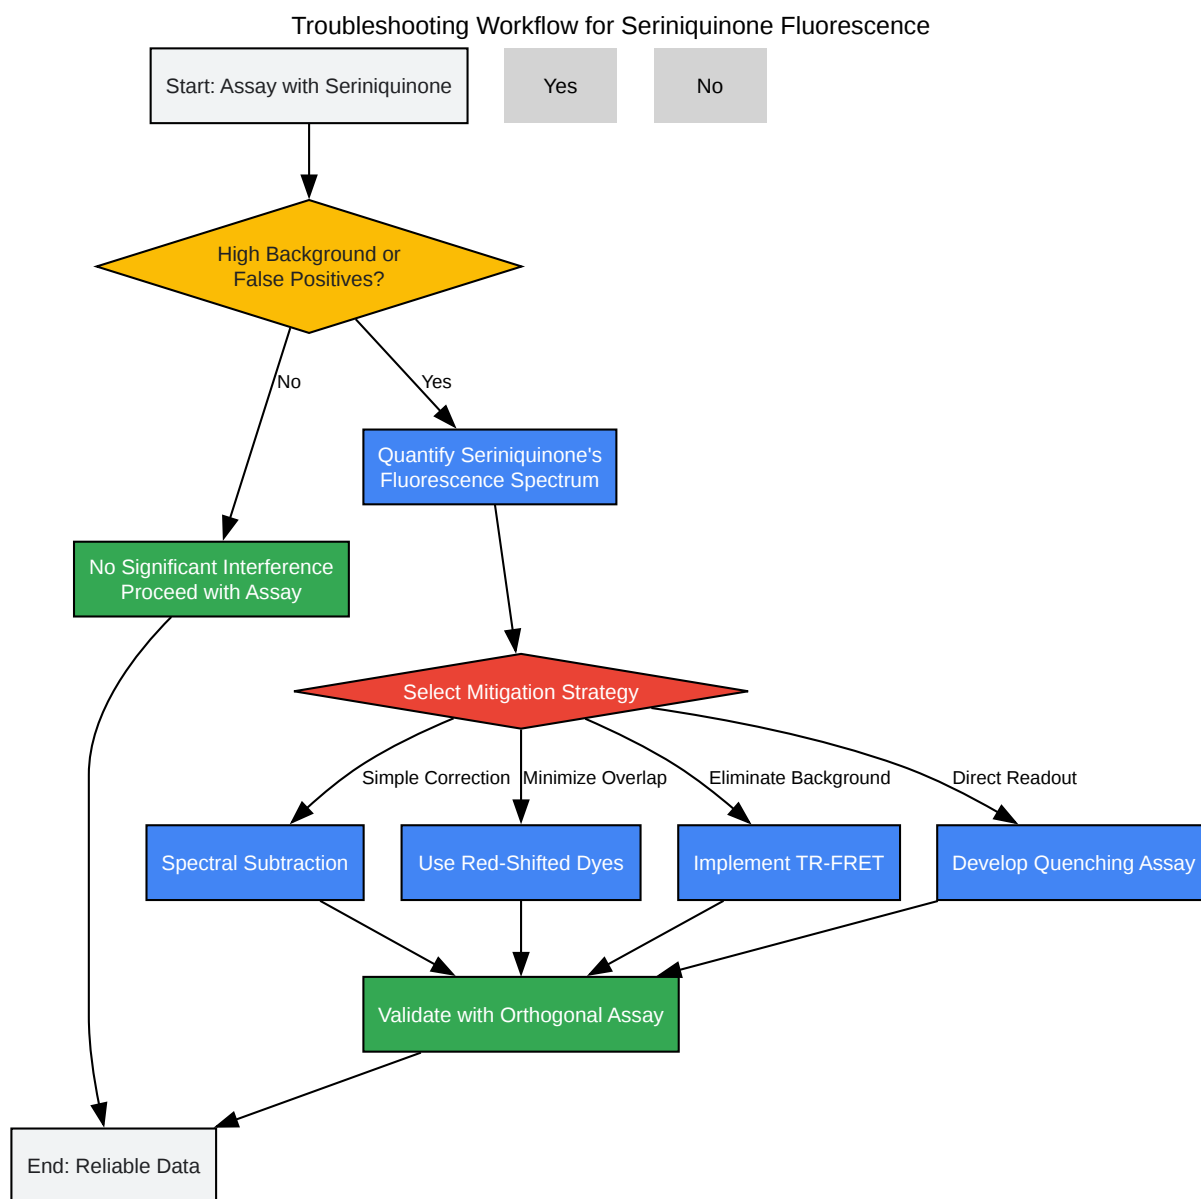 Troubleshooting Workflow for Seriniquinone Fluorescence
Start: Assay with Seriniquinone
Yes
No
High Background or
False Positives?
No
Yes
Quantify Seriniquinone's
Fluorescence Spectrum
No Significant Interference
Proceed with Assay
Select Mitigation Strategy
Simple Correction
Minimize Overlap
Eliminate Background
Direct Readout
Spectral Subtraction
Use Red-Shifted Dyes
Implement TR-FRET
Develop Quenching Assay
Validate with Orthogonal Assay
End: Reliable Data